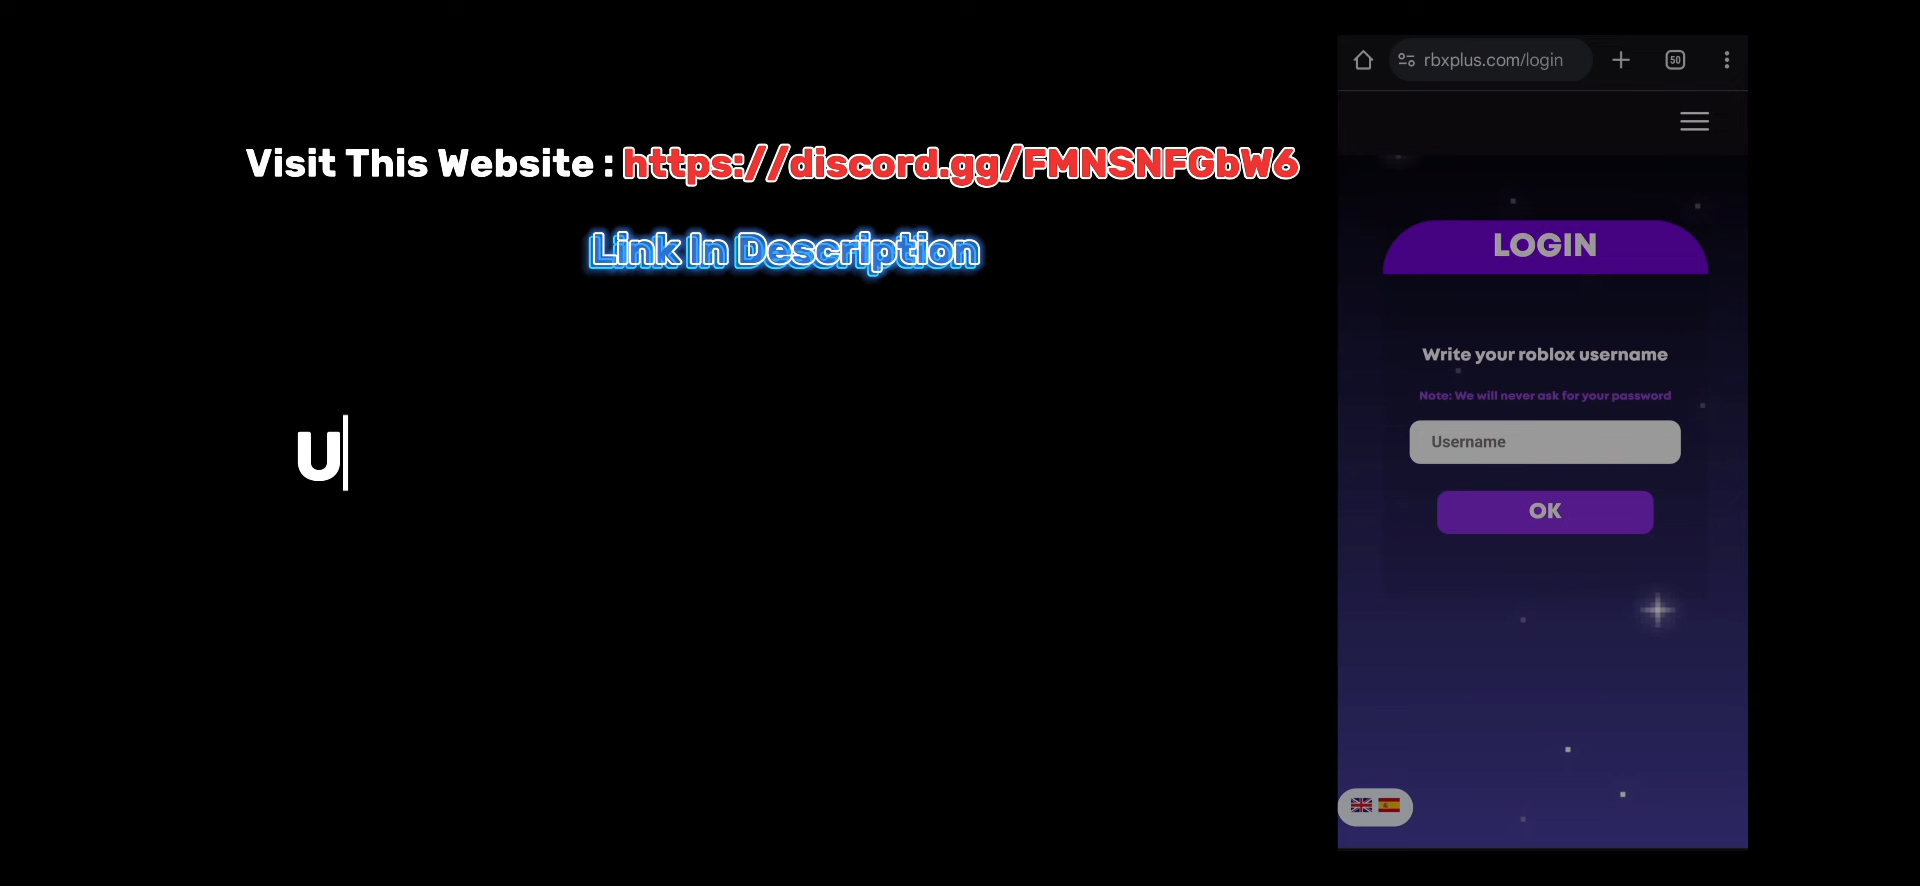 rbxplus.com/login
50
Visit This Website : https://discord.gg/FMNSNFGbW6
Link In Description
U
LOGIN
Write your roblox username
Note: We will never ask for your password
Username
OK